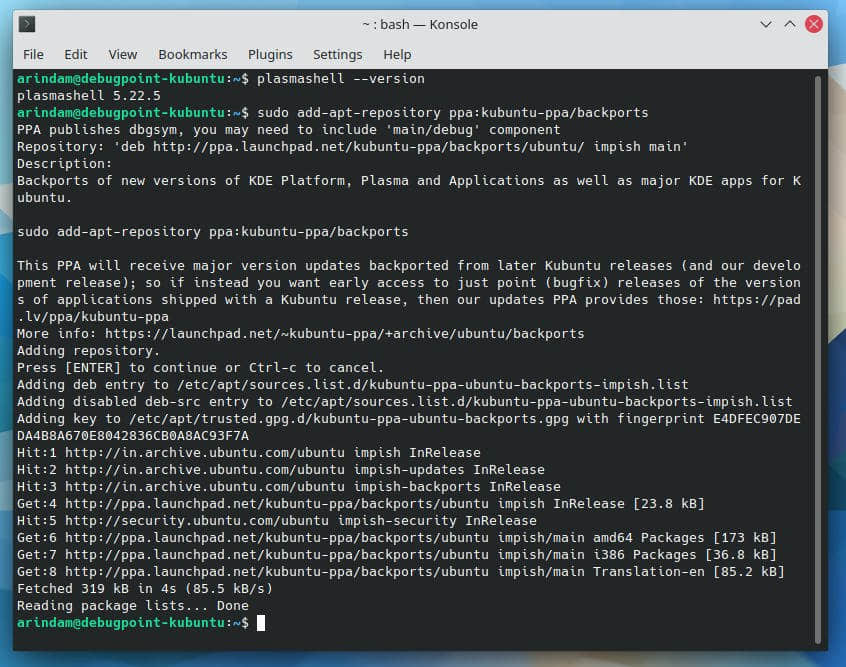 ~ : bash — Konsole
File Edit View Bookmarks Plugins Settings Help
arindam@debugpoint-kubuntu:~$ plasmashell --version
plasmashell 5.22.5
arindam@debugpoint-kubuntu:~$ sudo add-apt-repository ppa:kubuntu-ppa/backports
PPA publishes dbgsym, you may need to include 'main/debug' component
Repository: 'deb http://ppa.launchpad.net/kubuntu-ppa/backports/ubuntu/ impish main'
Description:
Backports of new versions of KDE Platform, Plasma and Applications as well as major KDE apps for K
ubuntu.
sudo add-apt-repository ppa:kubuntu-ppa/backports
This PPA will receive major version updates backported from later Kubuntu releases (and our develo
pment release); so if instead you want early access to just point (bugfix) releases of the version
s of applications shipped with a Kubuntu release, then our updates PPA provides those: https://pad
.lv/ppa/kubuntu-ppa
More info: https://launchpad.net/~kubuntu-ppa/+archive/ubuntu/backports
Adding repository.
Press [ENTER] to continue or Ctrl-c to cancel.
Adding deb entry to /etc/apt/sources.list.d/kubuntu-ppa-ubuntu-backports-impish.list
Adding disabled deb-src entry to /etc/apt/sources.list.d/kubuntu-ppa-ubuntu-backports-impish.list
Adding key to /etc/apt/trusted.gpg.d/kubuntu-ppa-ubuntu-backports.gpg with fingerprint E4DFEC907DE
DA4B8A670E8042836CB0A8AC93F7A
Hit:1 http://in.archive.ubuntu.com/ubuntu impish InRelease
Hit:2 http://in.archive.ubuntu.com/ubuntu impish-updates InRelease
Hit:3 http://in.archive.ubuntu.com/ubuntu impish-backports InRelease
Get:4 http://ppa.launchpad.net/kubuntu-ppa/backports/ubuntu impish InRelease [23.8 kB]
Hit:5 http://security.ubuntu.com/ubuntu impish-security InRelease
Get:6 http://ppa.launchpad.net/kubuntu-ppa/backports/ubuntu impish/main amd64 Packages [173 kB]
Get:7 http://ppa.launchpad.net/kubuntu-ppa/backports/ubuntu impish/main i386 Packages [36.8 kB]
Get:8 http://ppa.launchpad.net/kubuntu-ppa/backports/ubuntu impish/main Translation-en [85.2 kB]
Fetched 319 kB in 4s (85.5 kB/s)
Reading package lists... Done
arindam@debugpoint-kubuntu:~$